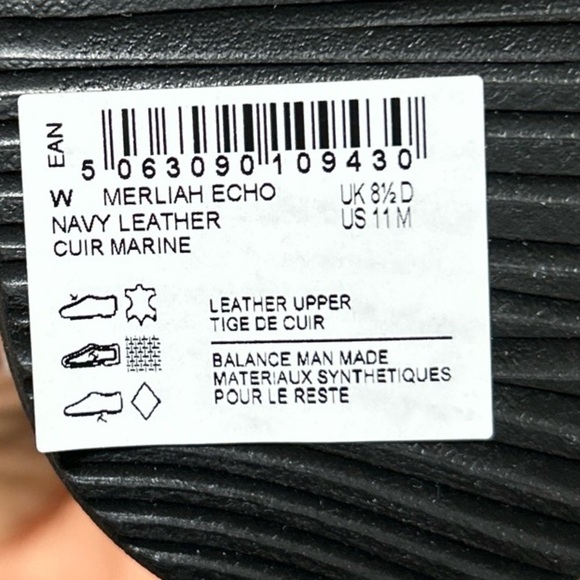 EAN
5 063090 109430
W MERLIAH ECHO UK 8½ D
NAVY LEATHER US 11 M
CUIR MARINE
LEATHER UPPER
TIGE DE CUIR
BALANCE MAN MADE
MATERIAUX SYNTHETIQUES
POUR LE RESTE